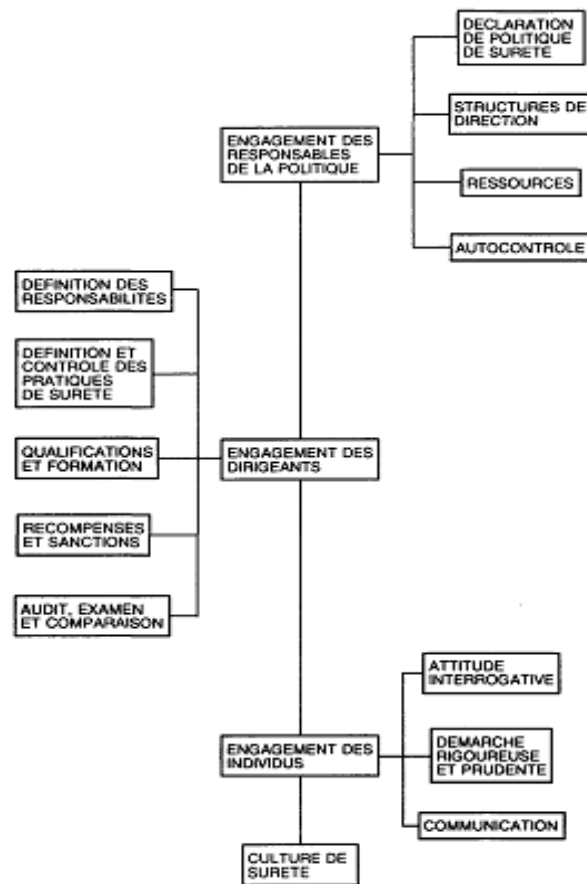 DECLARATION
DE POLITIQUE
DE SURETE
STRUCTURES DE
DIRECTION
ENGAGEMENT DES
RESPONSABLES
DE LA POLITIQUE
RESSOURCES
AUTOCONTROLE
DEFINITION DES
RESPONSABILITES
DEFINITION ET
CONTROLE DES
PRATIQUES
DE SURETE
QUALIFICATIONS
ET FORMATION
ENGAGEMENT DES
DIRIGEANTS
RECOMPENSES
ET SANCTIONS
AUDIT, EXAMEN
ET COMPARAISON
ATTITUDE
INTERROGATIVE
ENGAGEMENT DES
INDIVIDUS
DEMARCHE
RIGOUREUSE
ET PRUDENTE
COMMUNICATION
CULTURE DE
SURETE